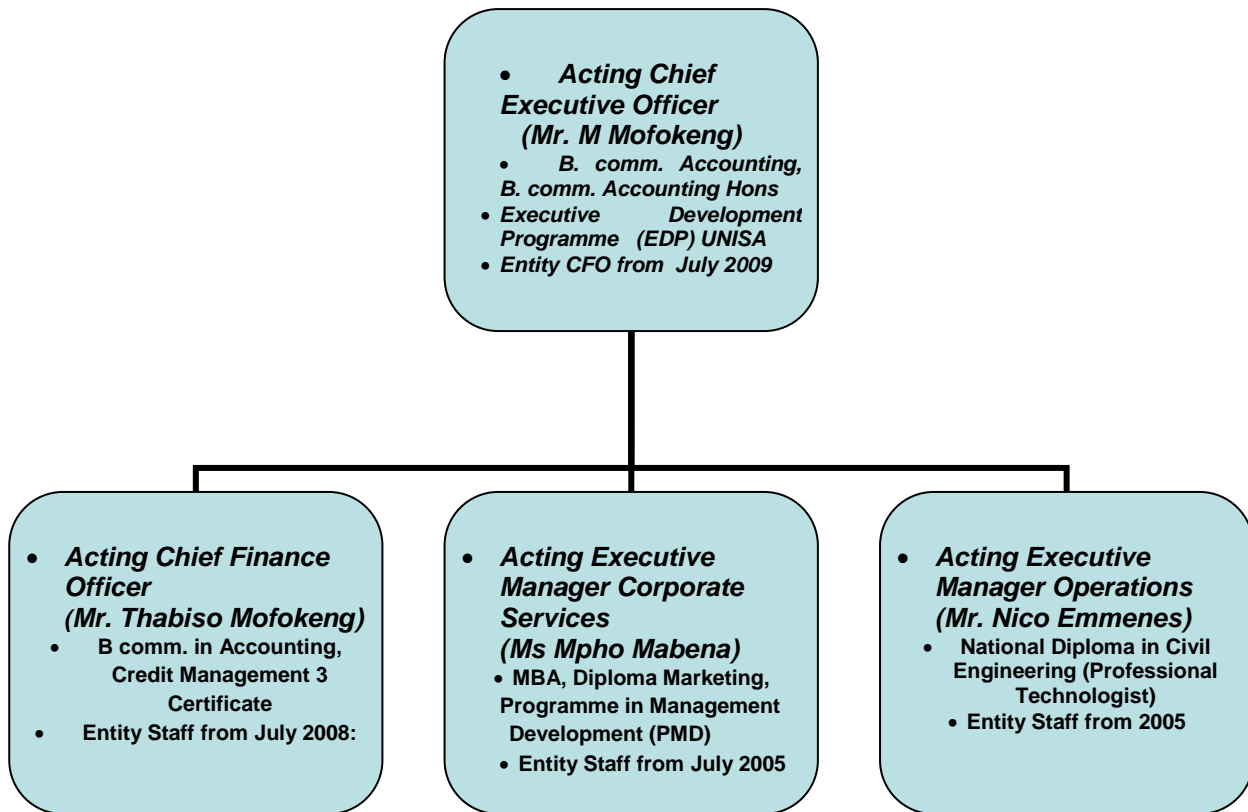 • Acting Chief
Executive Officer
(Mr. M Mofokeng)
• B. comm. Accounting,
B. comm. Accounting Hons
• Executive Development
Programme (EDP) UNISA
• Entity CFO from July 2009
• Acting Chief Finance
Officer
(Mr. Thabiso Mofokeng)
• B comm. in Accounting,
Credit Management 3
Certificate
• Entity Staff from July 2008:
• Acting Executive
Manager Corporate
Services
(Ms Mpho Mabena)
• MBA, Diploma Marketing,
Programme in Management
Development (PMD)
• Entity Staff from July 2005
• Acting Executive
Manager Operations
(Mr. Nico Emmenes)
• National Diploma in Civil
Engineering (Professional
Technologist)
• Entity Staff from 2005